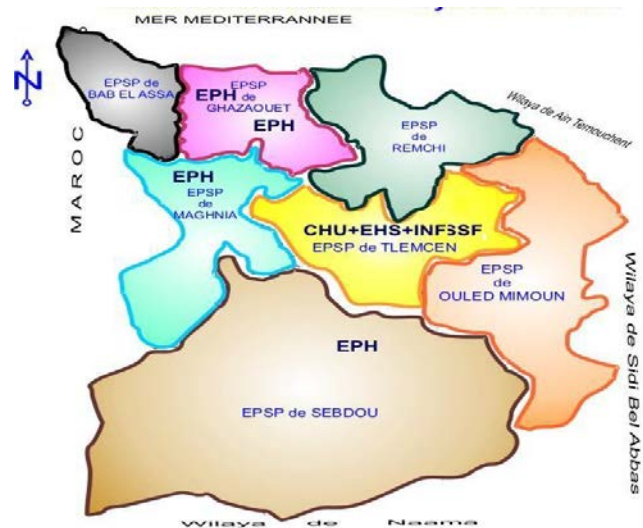 MER MEDITERRANNEE
N
EPSP de
BAB EL ASSA
EPSP
EPH de
GHAZAOUET
EPH
EPSP
de
REMCHI
Wilaya de Ain Temouchent
MAROC
EPH
EPSP
de
MAGHNIA
CHU+EHS+INFSSF
EPSP de TLEMCEN
EPSP
de
OULED MIMOUN
Wilaya de Sidi Bel Abbas
EPH
EPSP de SEBDOU
Wilaya de Naama